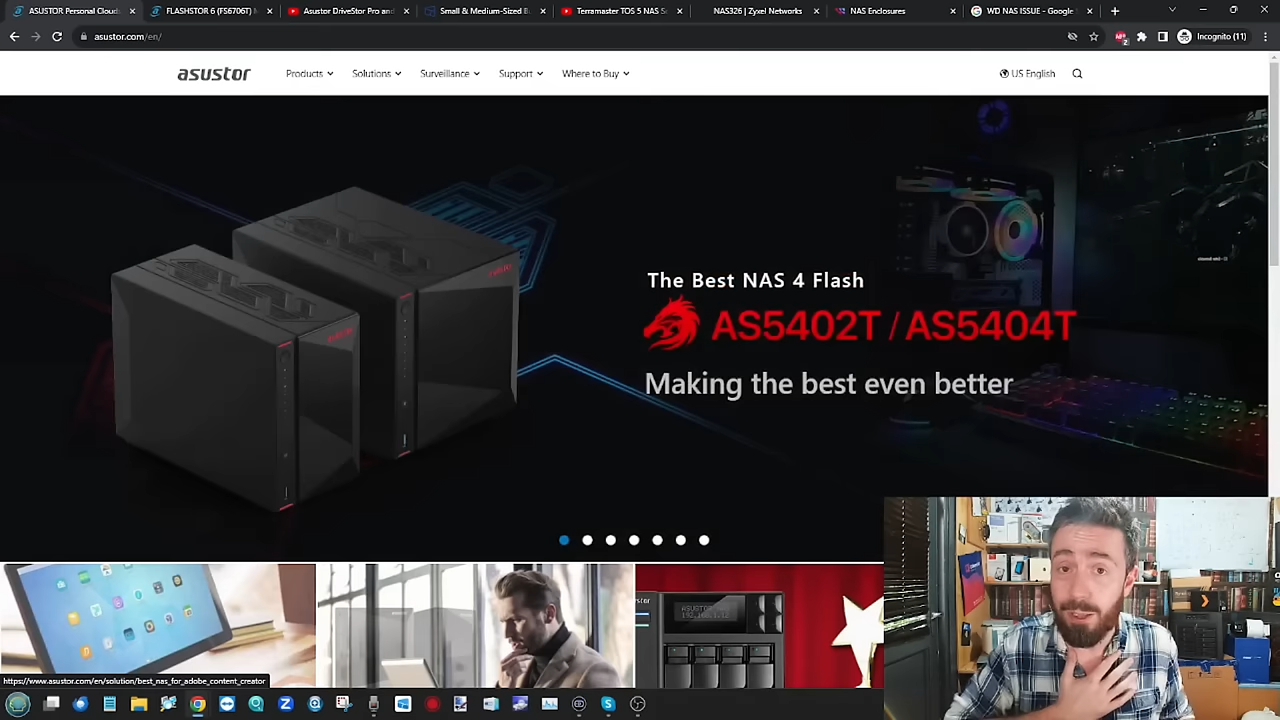 ASUSTOR Personal Cloud
FLASHSTOR 6 (FS6706T)
Asustor DriveStor Pro and
Small & Medium-Sized B
Terramaster TOS 5 NAS S
NAS326 | Zyxel Networks
NAS Enclosures
WD NAS ISSUE - Google
asustor.com/en/
Incognito (11)
asustor
Products
Solutions
Surveillance
Support
Where to Buy
US English
The Best NAS 4 Flash
AS5402T / AS5404T
Making the best even better
https://www.asustor.com/en/solution/best_nas_for_adobe_content_creator